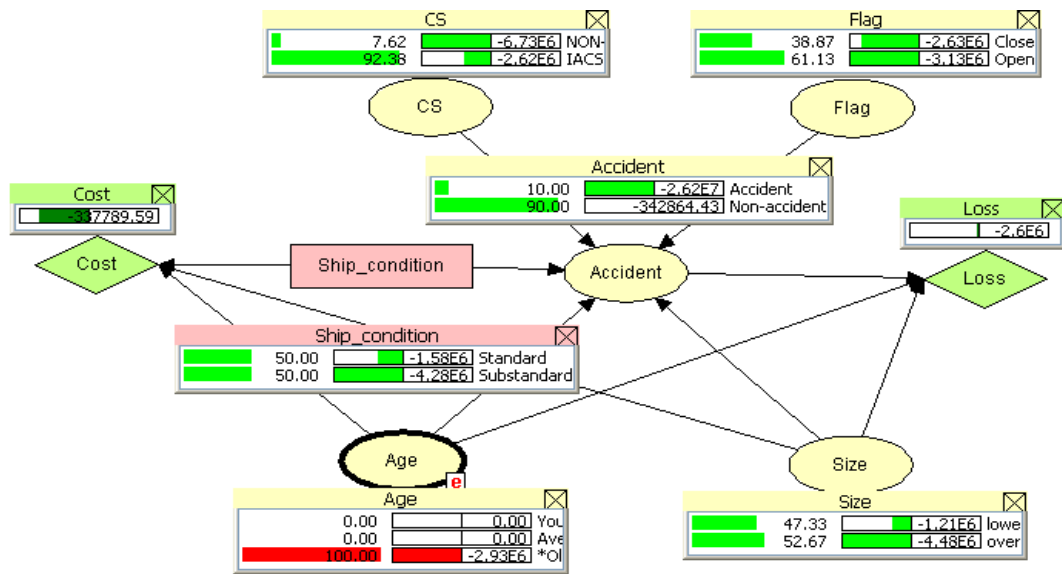 CS
7.62 -6.73E6 NON-
92.38 -2.62E6 IACS
Flag
38.87 -2.63E6 Close
61.13 -3.13E6 Open
CS
Flag
Accident
10.00 -2.62E7 Accident
90.00 -342864.43 Non-accident
Cost
-337789.59
Loss
-2.6E6
Cost
Ship_condition
Accident
Loss
Ship_condition
50.00 -1.58E6 Standard
50.00 -4.28E6 Substandard
Age
e
Size
Age
0.00 0.00 You
0.00 0.00 Ave
100.00 -2.93E6 *Ol
Size
47.33 -1.21E6 lowe
52.67 -4.48E6 over